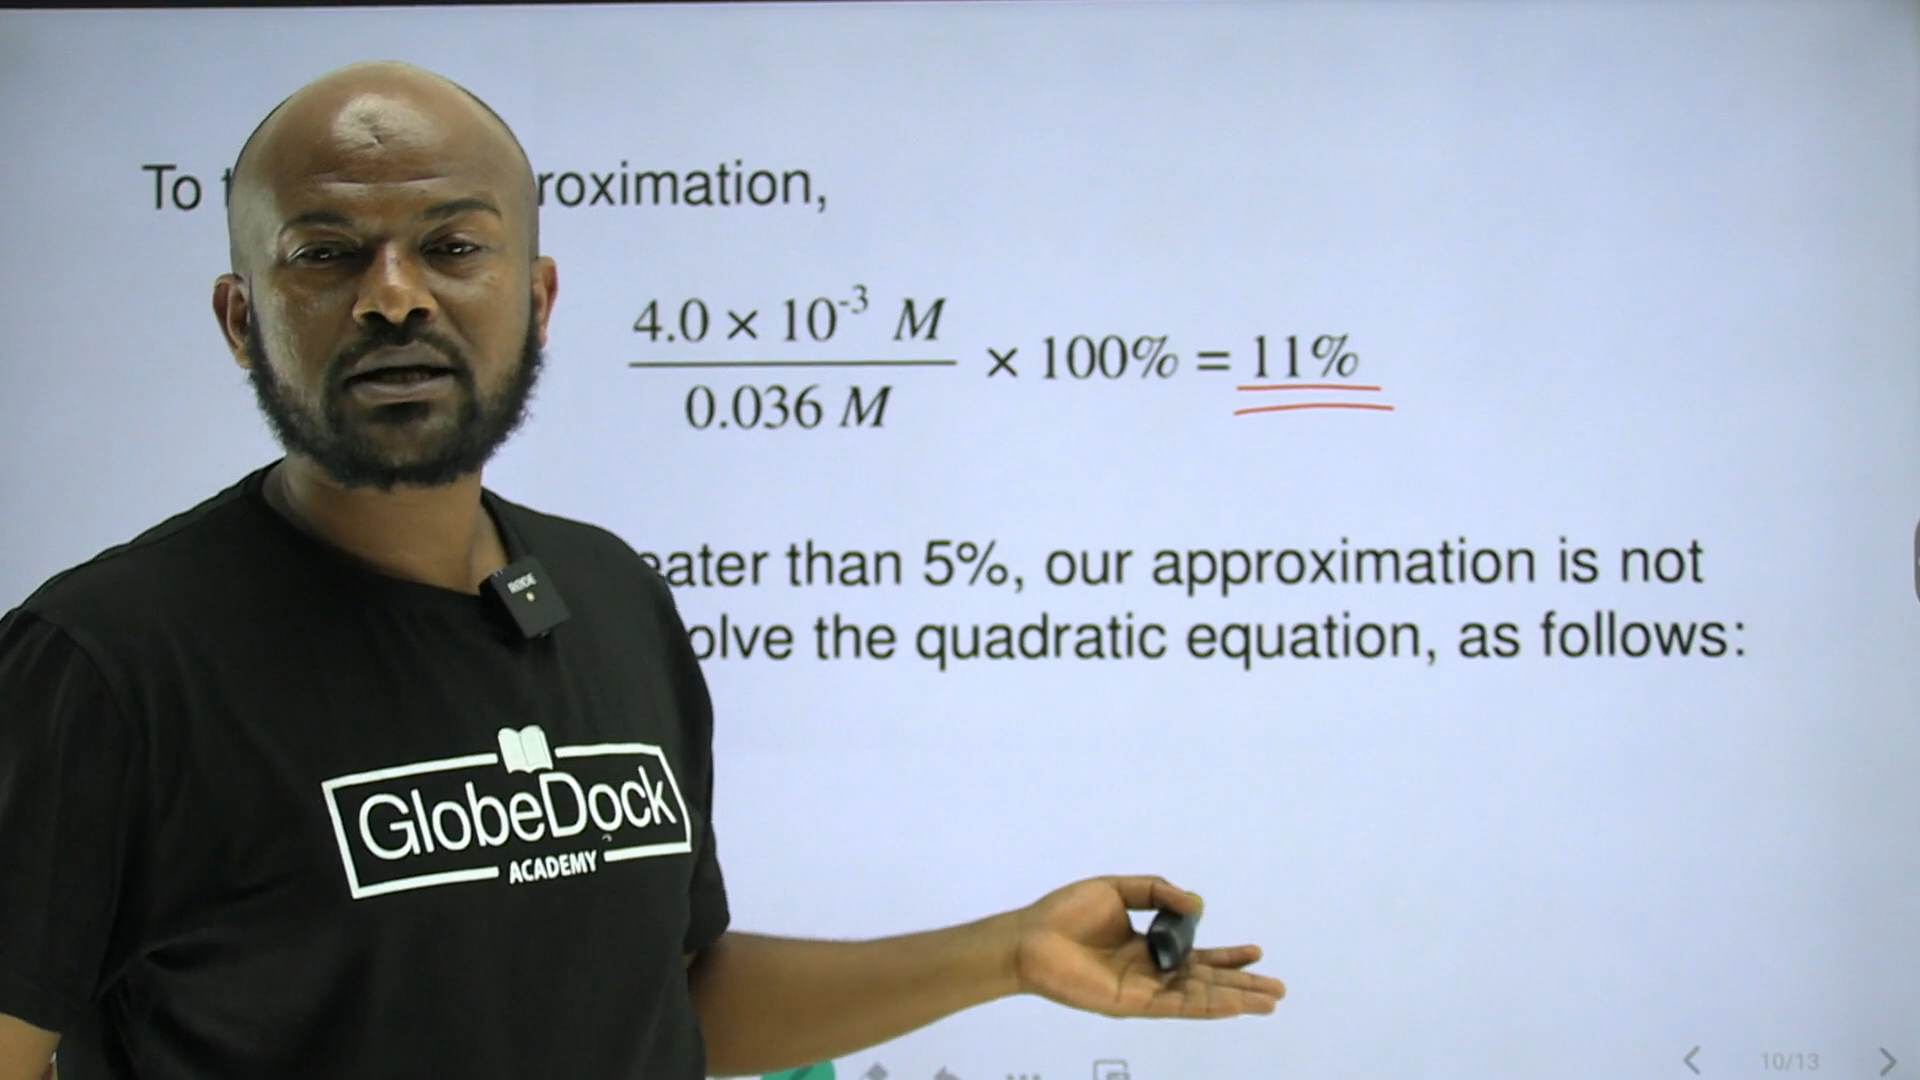 To roximation,
4.0 × 10⁻³ M
0.036 M
× 100% = 11%
eater than 5%, our approximation is not
olve the quadratic equation, as follows:
RODE
GlobeDock
ACADEMY
10/13